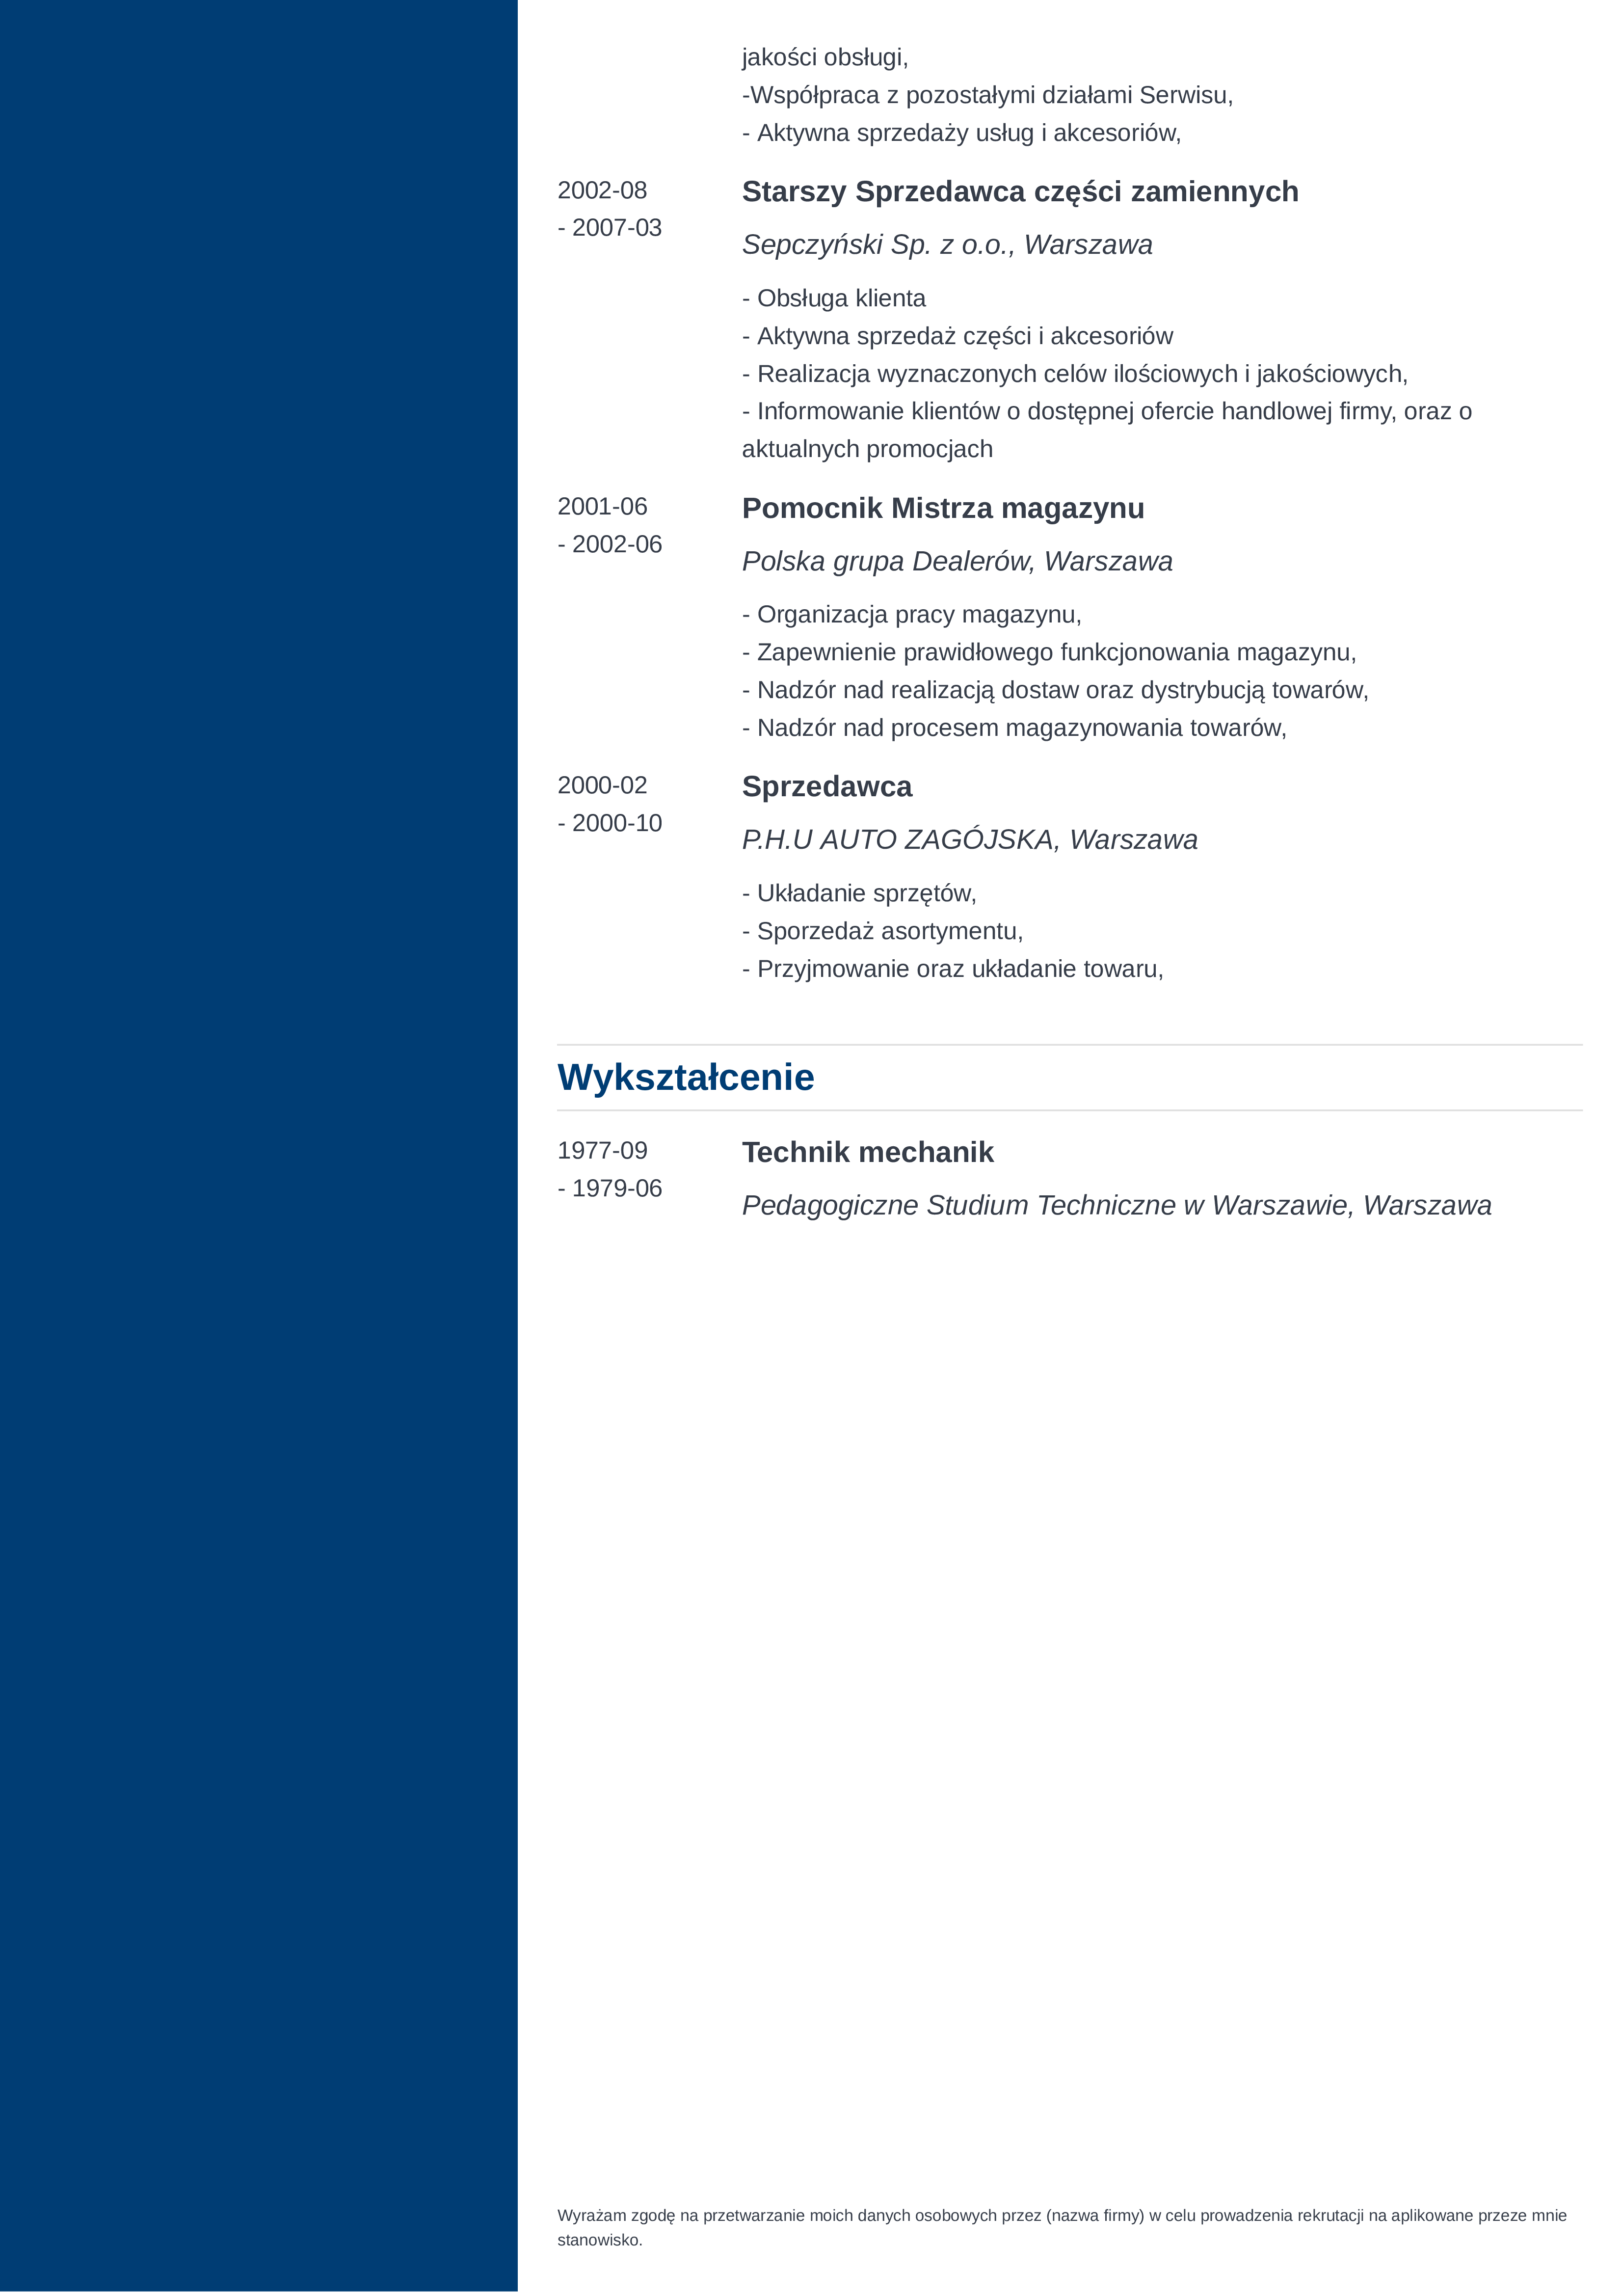 jakości obsługi,
-Współpraca z pozostałymi działami Serwisu,
- Aktywna sprzedaży usług i akcesoriów,
2002-08
- 2007-03
Starszy Sprzedawca części zamiennych
Sepczyński Sp. z o.o., Warszawa
- Obsługa klienta
- Aktywna sprzedaż części i akcesoriów
- Realizacja wyznaczonych celów ilościowych i jakościowych,
- Informowanie klientów o dostępnej ofercie handlowej firmy, oraz o
aktualnych promocjach
2001-06
- 2002-06
Pomocnik Mistrza magazynu
Polska grupa Dealerów, Warszawa
- Organizacja pracy magazynu,
- Zapewnienie prawidłowego funkcjonowania magazynu,
- Nadzór nad realizacją dostaw oraz dystrybucją towarów,
- Nadzór nad procesem magazynowania towarów,
2000-02
- 2000-10
Sprzedawca
P.H.U AUTO ZAGÓJSKA, Warszawa
- Układanie sprzętów,
- Sporzedaż asortymentu,
- Przyjmowanie oraz układanie towaru,
Wykształcenie
1977-09
- 1979-06
Technik mechanik
Pedagogiczne Studium Techniczne w Warszawie, Warszawa
Wyrażam zgodę na przetwarzanie moich danych osobowych przez (nazwa firmy) w celu prowadzenia rekrutacji na aplikowane przeze mnie
stanowisko.